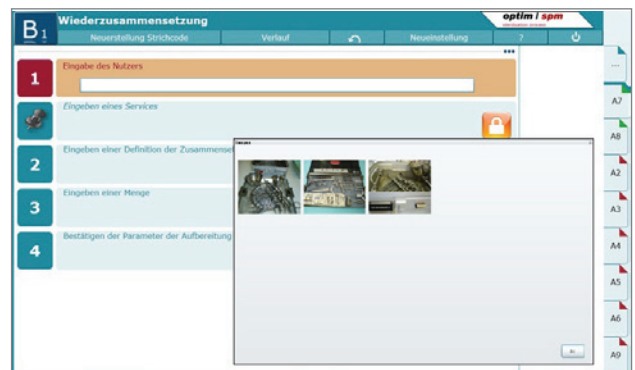 B1
Wiederzusammensetzung
optim | spm
Neuerstellung Strichcode
Verlauf
Neueinstellung
?
...
1
Eingabe des Nutzers
Eingeben eines Services
2
Eingeben einer Definition der Zusammenset
3
Eingeben einer Menge
4
Bestätigen der Parameter der Aufbereitung
...
A7
A8
A2
A3
A4
A5
A6
A9